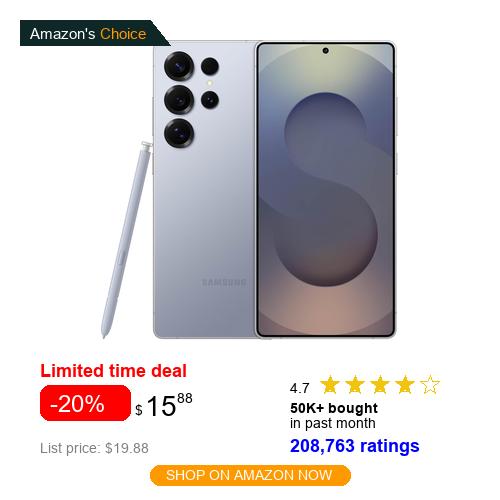 Amazon's Choice
SAMSUNG
Limited time deal
-20% $ 15 88
List price: $19.88
4.7
50K+ bought
in past month
208,763 ratings
SHOP ON AMAZON NOW